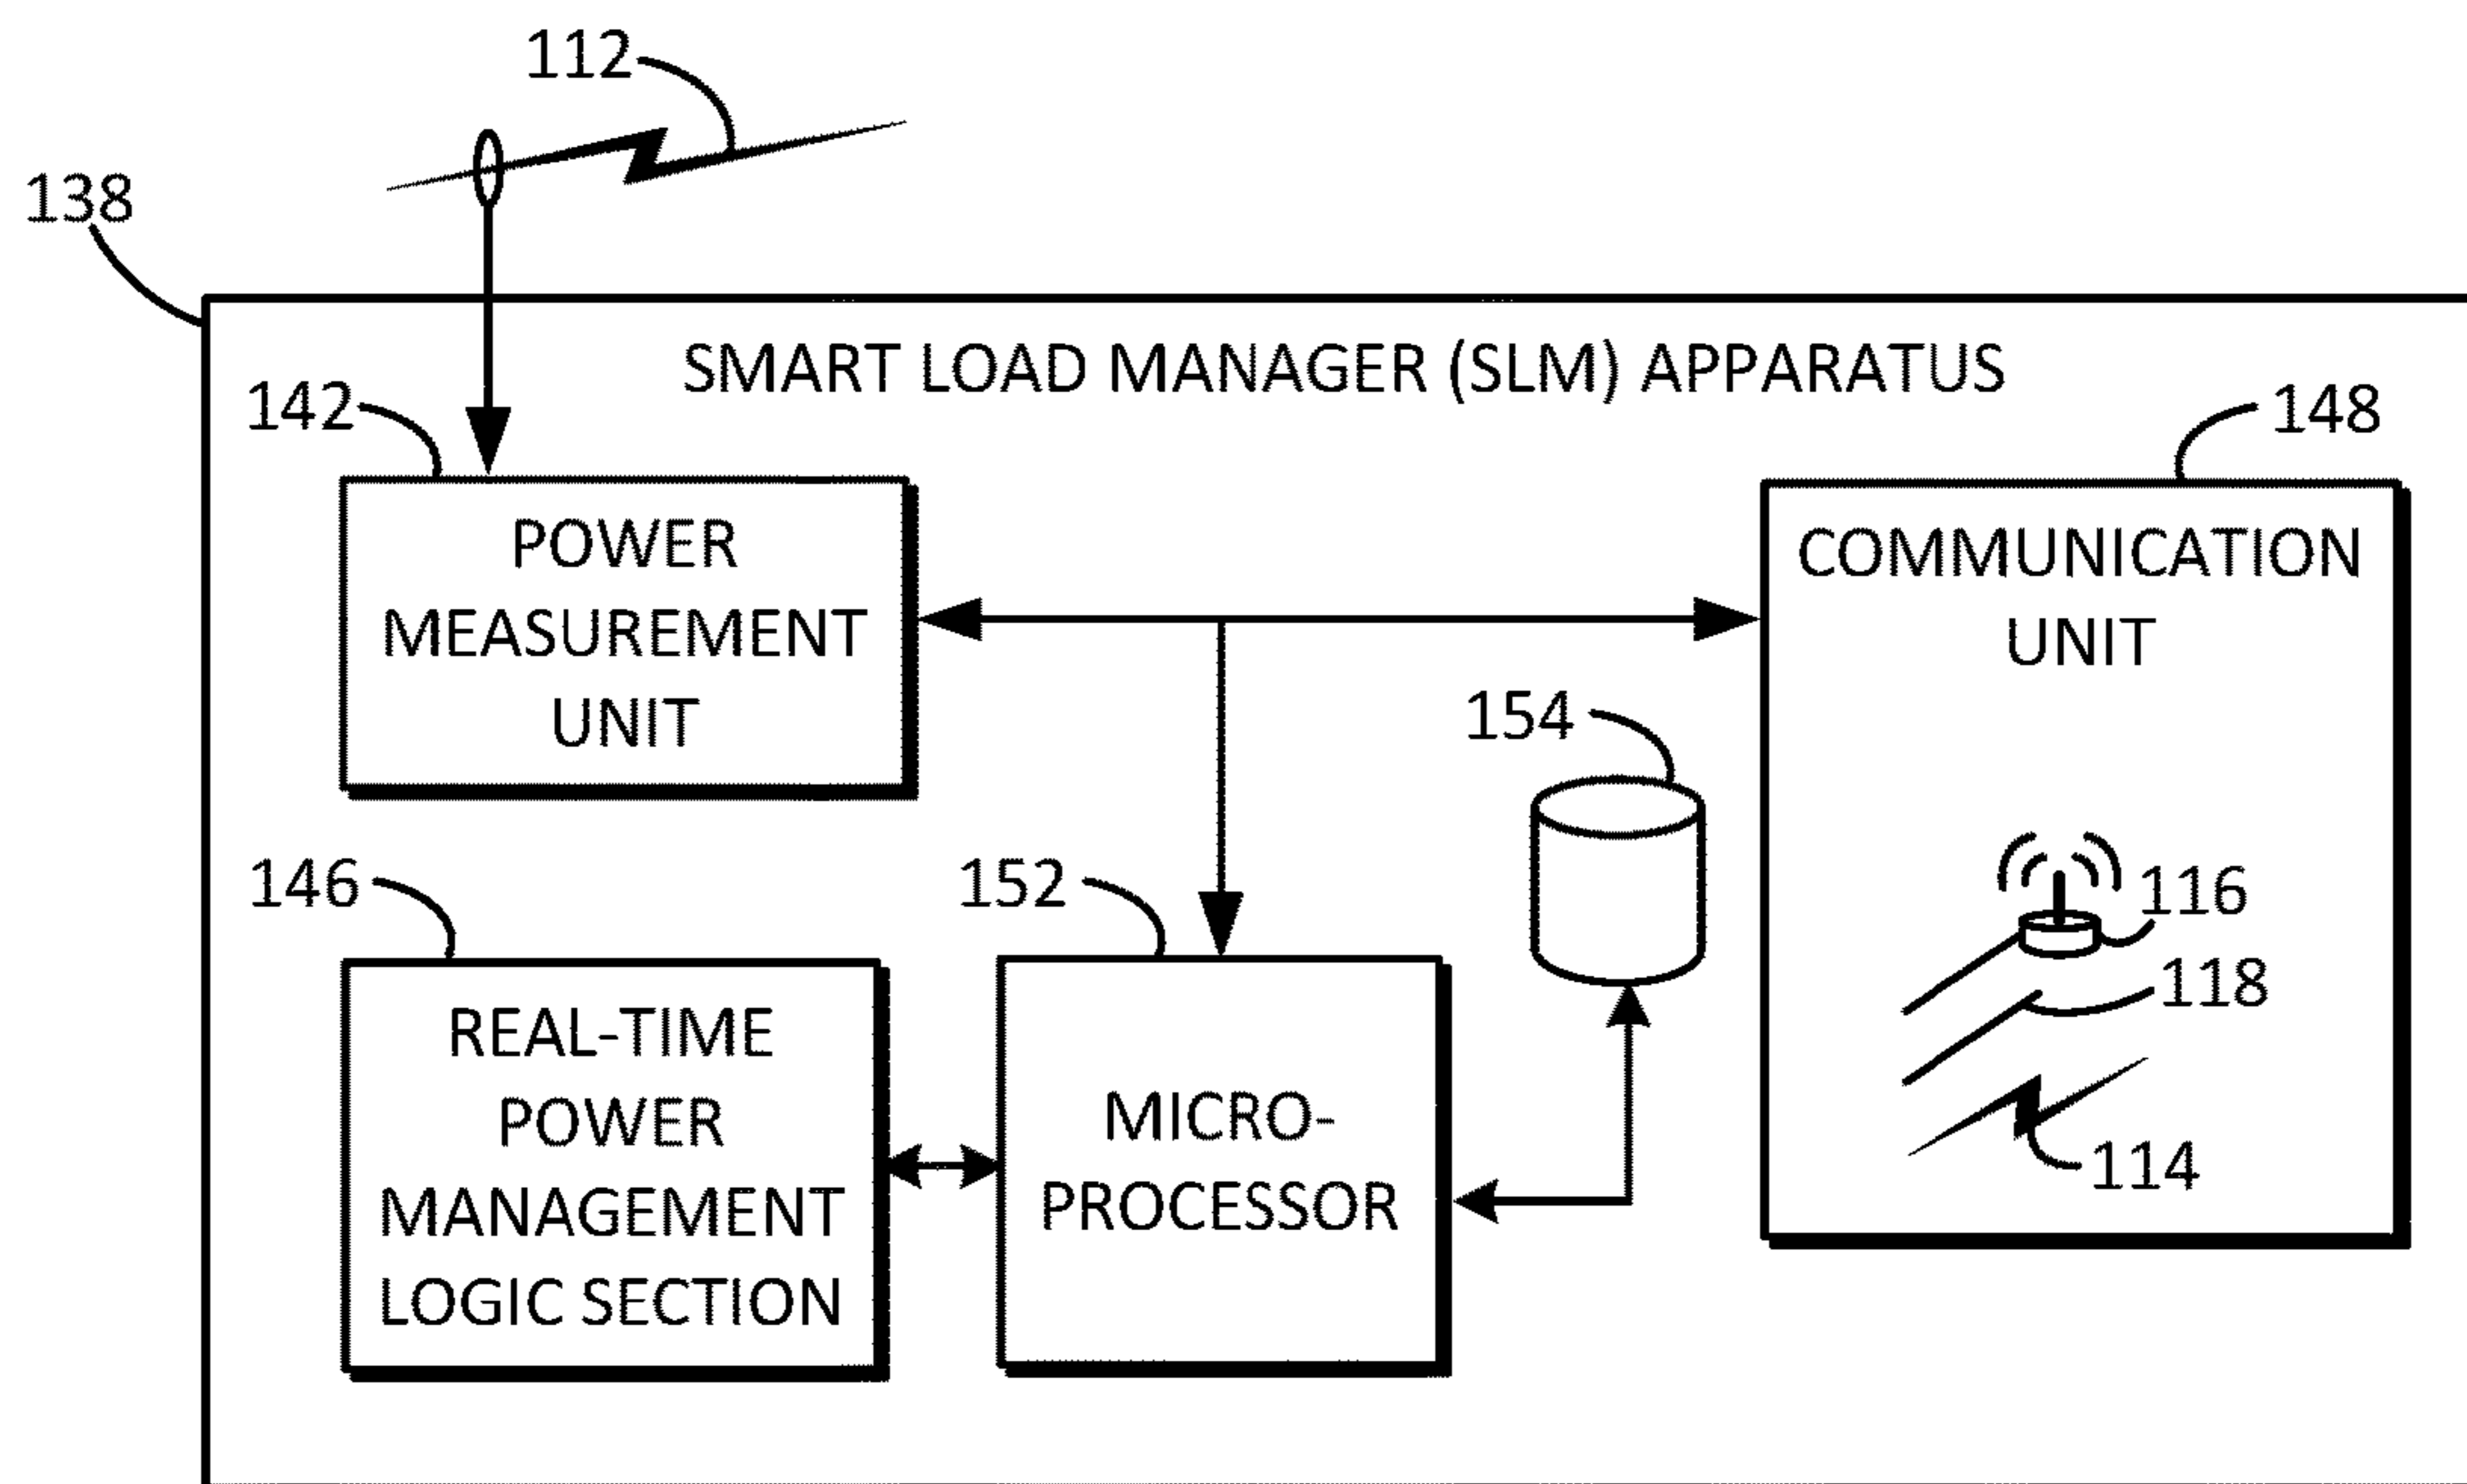 112
138
SMART LOAD MANAGER (SLM) APPARATUS
142
148
POWER
MEASUREMENT
UNIT
COMMUNICATION
UNIT
154
146
152
116
118
REAL-TIME
POWER
MANAGEMENT
LOGIC SECTION
MICRO-
PROCESSOR
114